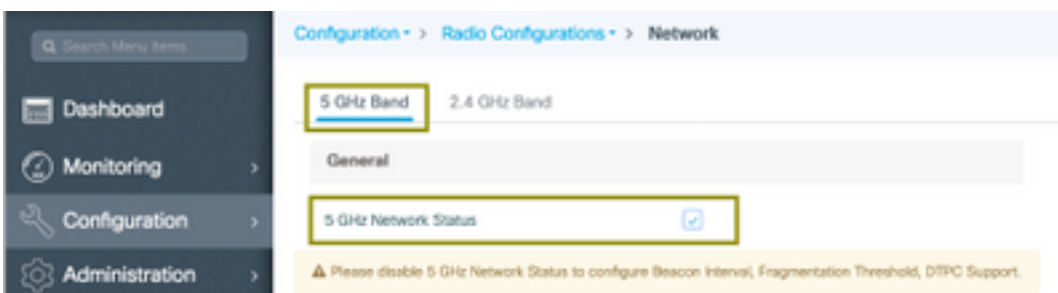 Search Menu Items
Configuration > Radio Configurations > Network
5 GHz Band
2.4 GHz Band
Dashboard
General
Monitoring
Configuration
5 GHz Network Status
Administration
Please disable 5 GHz Network Status to configure Beacon Interval, Fragmentation Threshold, DTPC Support.